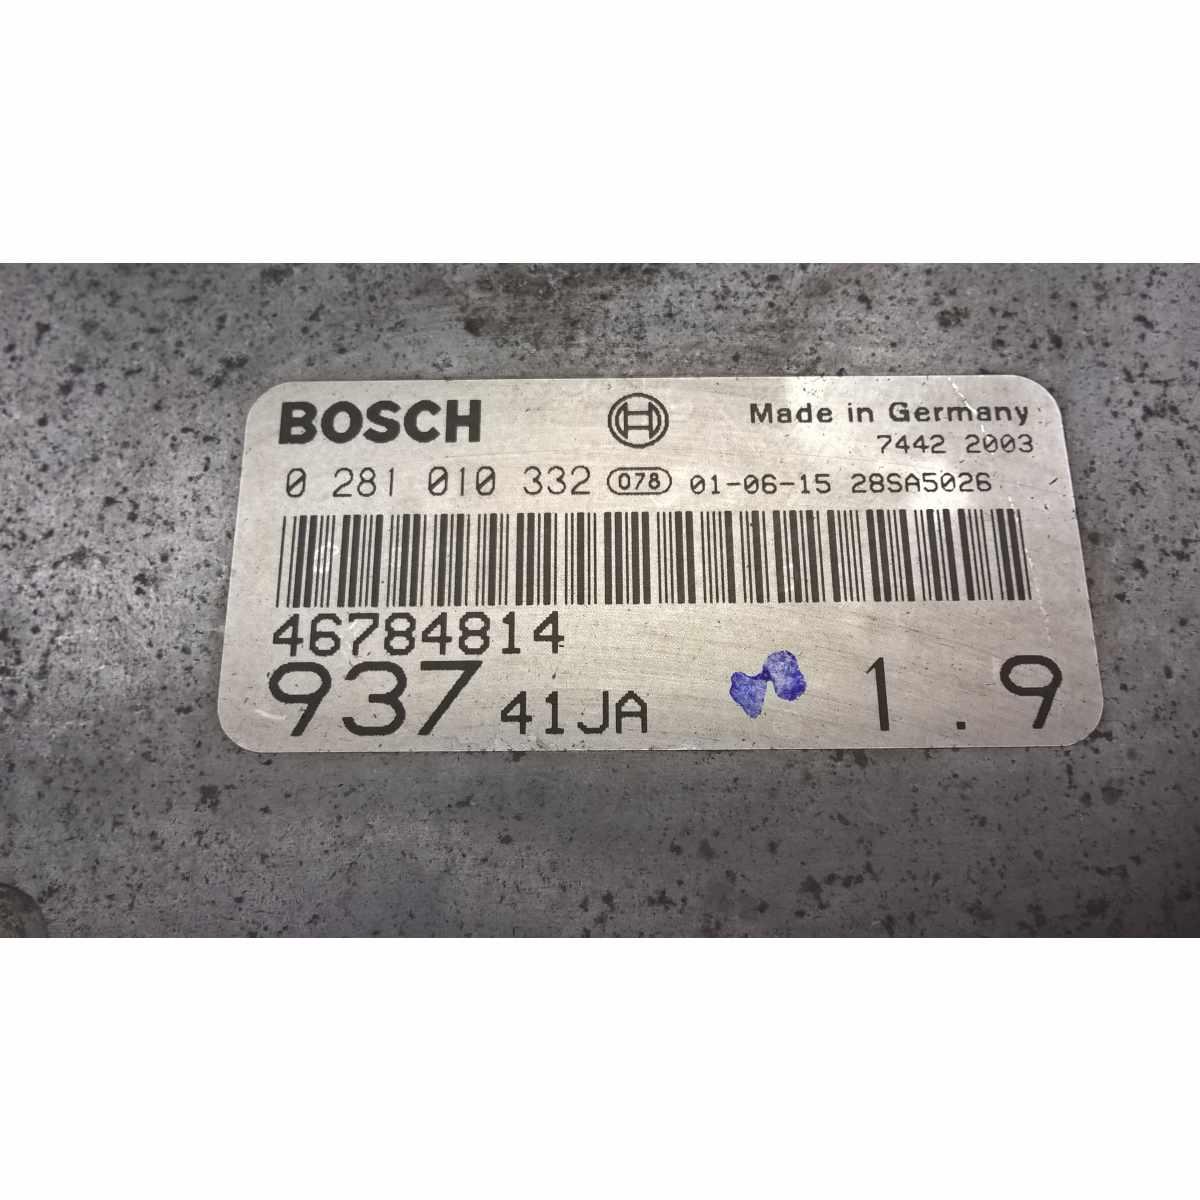 BOSCH Made in Germany
7442 2003
0 281 010 332 078 01-06-15 28SA5026
46784814
937 41JA 1.9